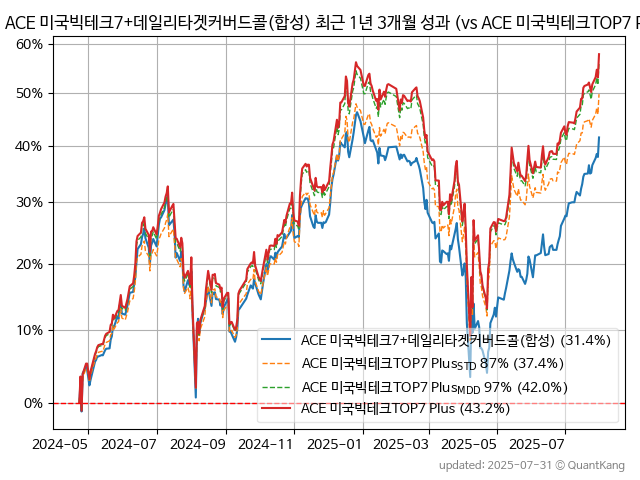 ACE 미국빅테크7+데일리타겟커버드콜(합성) 최근 1년 3개월 성과 (vs ACE 미국빅테크TOP7 P
60%
50%
40%
30%
20%
10%
0%
ACE 미국빅테크7+데일리타겟커버드콜(합성) (31.4%)
ACE 미국빅테크TOP7 PlusSTD 87% (37.4%)
ACE 미국빅테크TOP7 PlusMDD 97% (42.0%)
ACE 미국빅테크TOP7 Plus (43.2%)
2024-05 2024-07 2024-09 2024-11 2025-01 2025-03 2025-05 2025-07
updated: 2025-07-31 © QuantKang